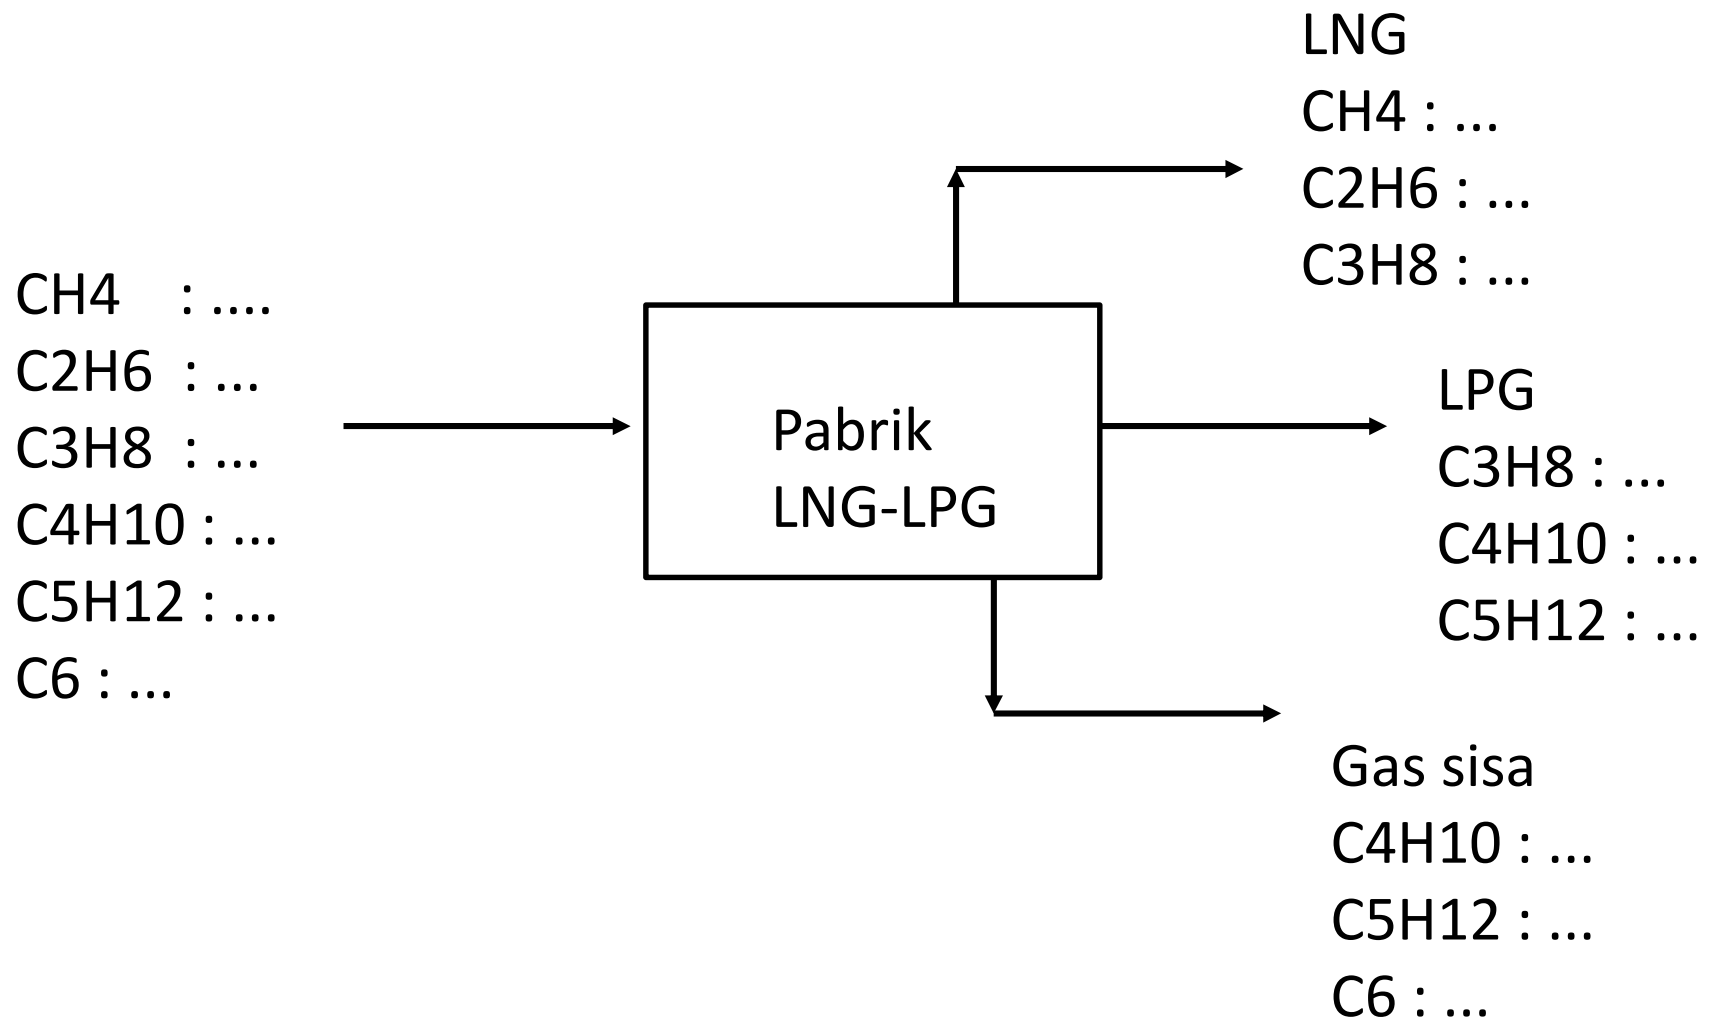 CH4 : ....
C2H6 : ...
C3H8 : ...
C4H10 : ...
C5H12 : ...
C6 : ...
Pabrik
LNG-LPG
LNG
CH4 : ...
C2H6 : ...
C3H8 : ...
LPG
C3H8 : ...
C4H10 : ...
C5H12 : ...
Gas sisa
C4H10 : ...
C5H12 : ...
C6 : ...